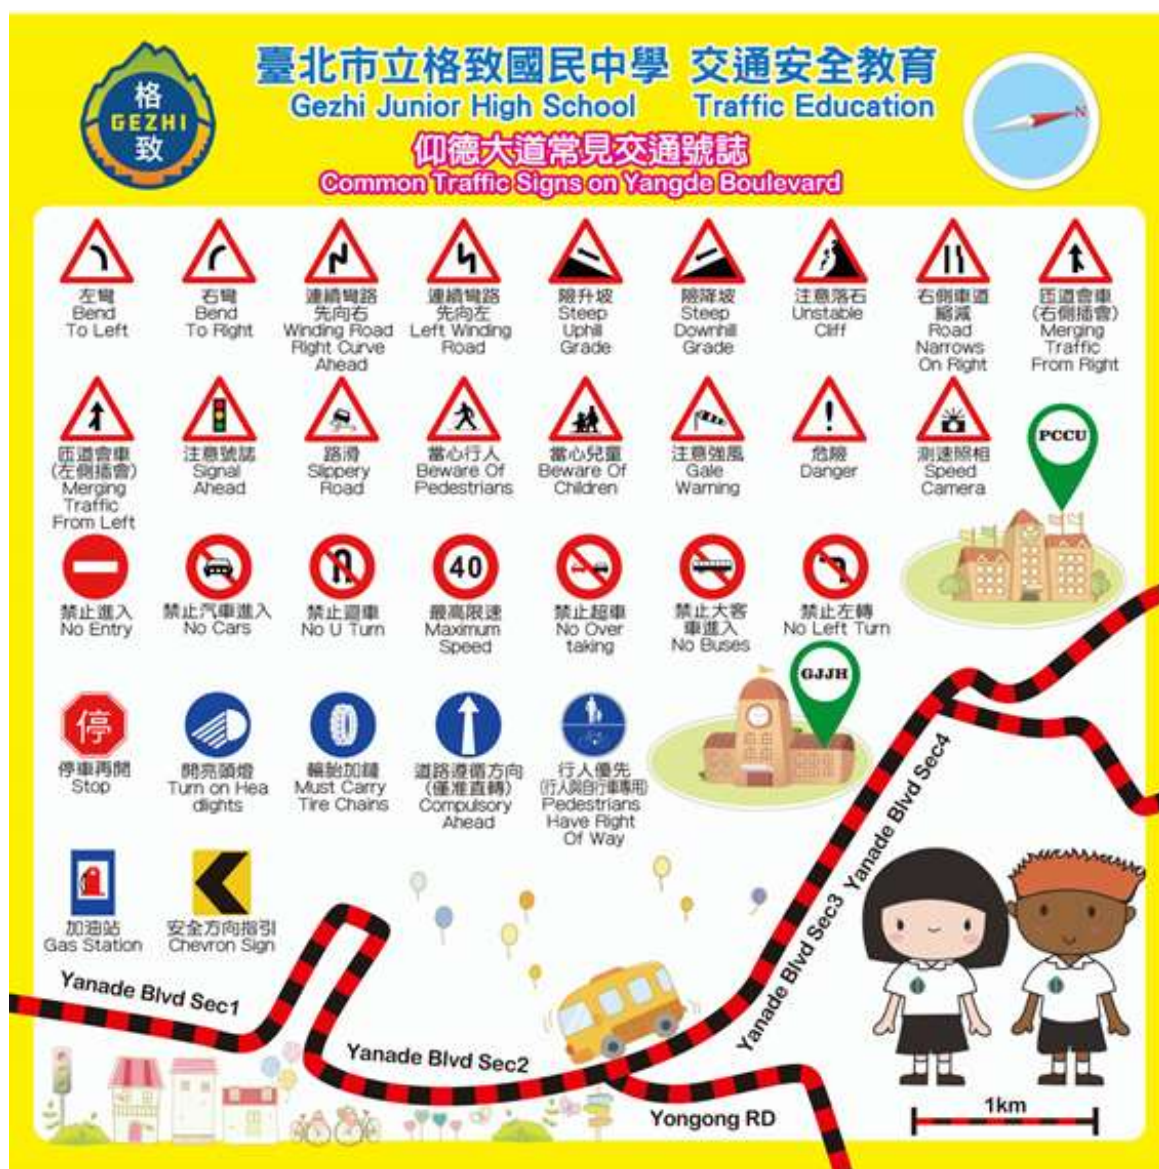 格
GEZHI
致
臺北市立格致國民中學 交通安全教育
Gezhi Junior High School Traffic Education
仰德大道常見交通號誌
Common Traffic Signs on Yangde Boulevard
N
左彎
Bend
To Left
右彎
Bend
To Right
連續彎路
先向右
Winding Road
Right Curve
Ahead
連續彎路
先向左
Left Winding
Road
險升坡
Steep
Uphill
Grade
險降坡
Steep
Downhill
Grade
注意落石
Unstable
Cliff
右側車道
縮減
Road
Narrows
On Right
匝道會車
(右側插會)
Merging
Traffic
From Right
匝道會車
(左側插會)
Merging
Traffic
From Left
注意號誌
Signal
Ahead
路滑
Slippery
Road
當心行人
Beware Of
Pedestrians
當心兒童
Beware Of
Children
注意強風
Gale
Warning
危險
Danger
測速照相
Speed
Camera
PCCU
禁止進入
No Entry
禁止汽車進入
No Cars
禁止迴車
No U Turn
40
最高限速
Maximum
Speed
禁止超車
No Over
taking
禁止大客
車進入
No Buses
禁止左轉
No Left Turn
GJJH
停
停車再開
Stop
開亮頭燈
Turn on Hea
dlights
輪胎加鏈
Must Carry
Tire Chains
道路遵循方向
(僅准直轉)
Compulsory
Ahead
行人優先
(行人與自行車專用)
Pedestrians
Have Right
Of Way
加油站
Gas Station
安全方向指引
Chevron Sign
Yanade Blvd Sec1
Yanade Blvd Sec2
Yanade Blvd Sec3
Yanade Blvd Sec4
Yongong RD
1km